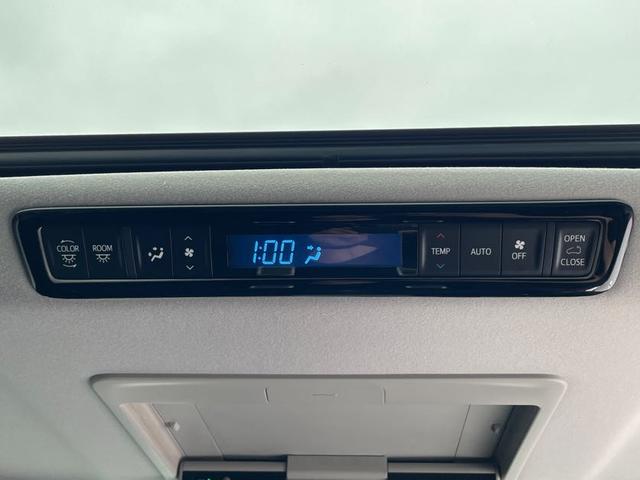 COLOR
ROOM
1:00
TEMP
AUTO
OFF
OPEN
CLOSE